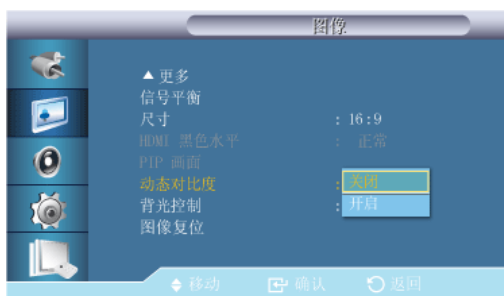 图像
▲ 更多
信号平衡
尺寸 : 16:9
HDMI 黑色水平 : 正常
PIP 画面
动态对比度 : 关闭
背光控制 : 开启
图像复位
移动 确认 返回